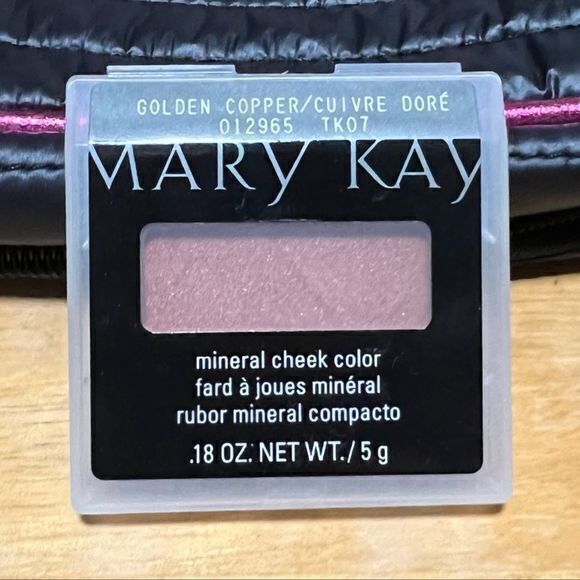 GOLDEN COPPER/CUIVRE DORÉ
012965 TK07
MARY KAY
mineral cheek color
fard à joues minéral
rubor mineral compacto
.18 OZ. NET WT./5 g